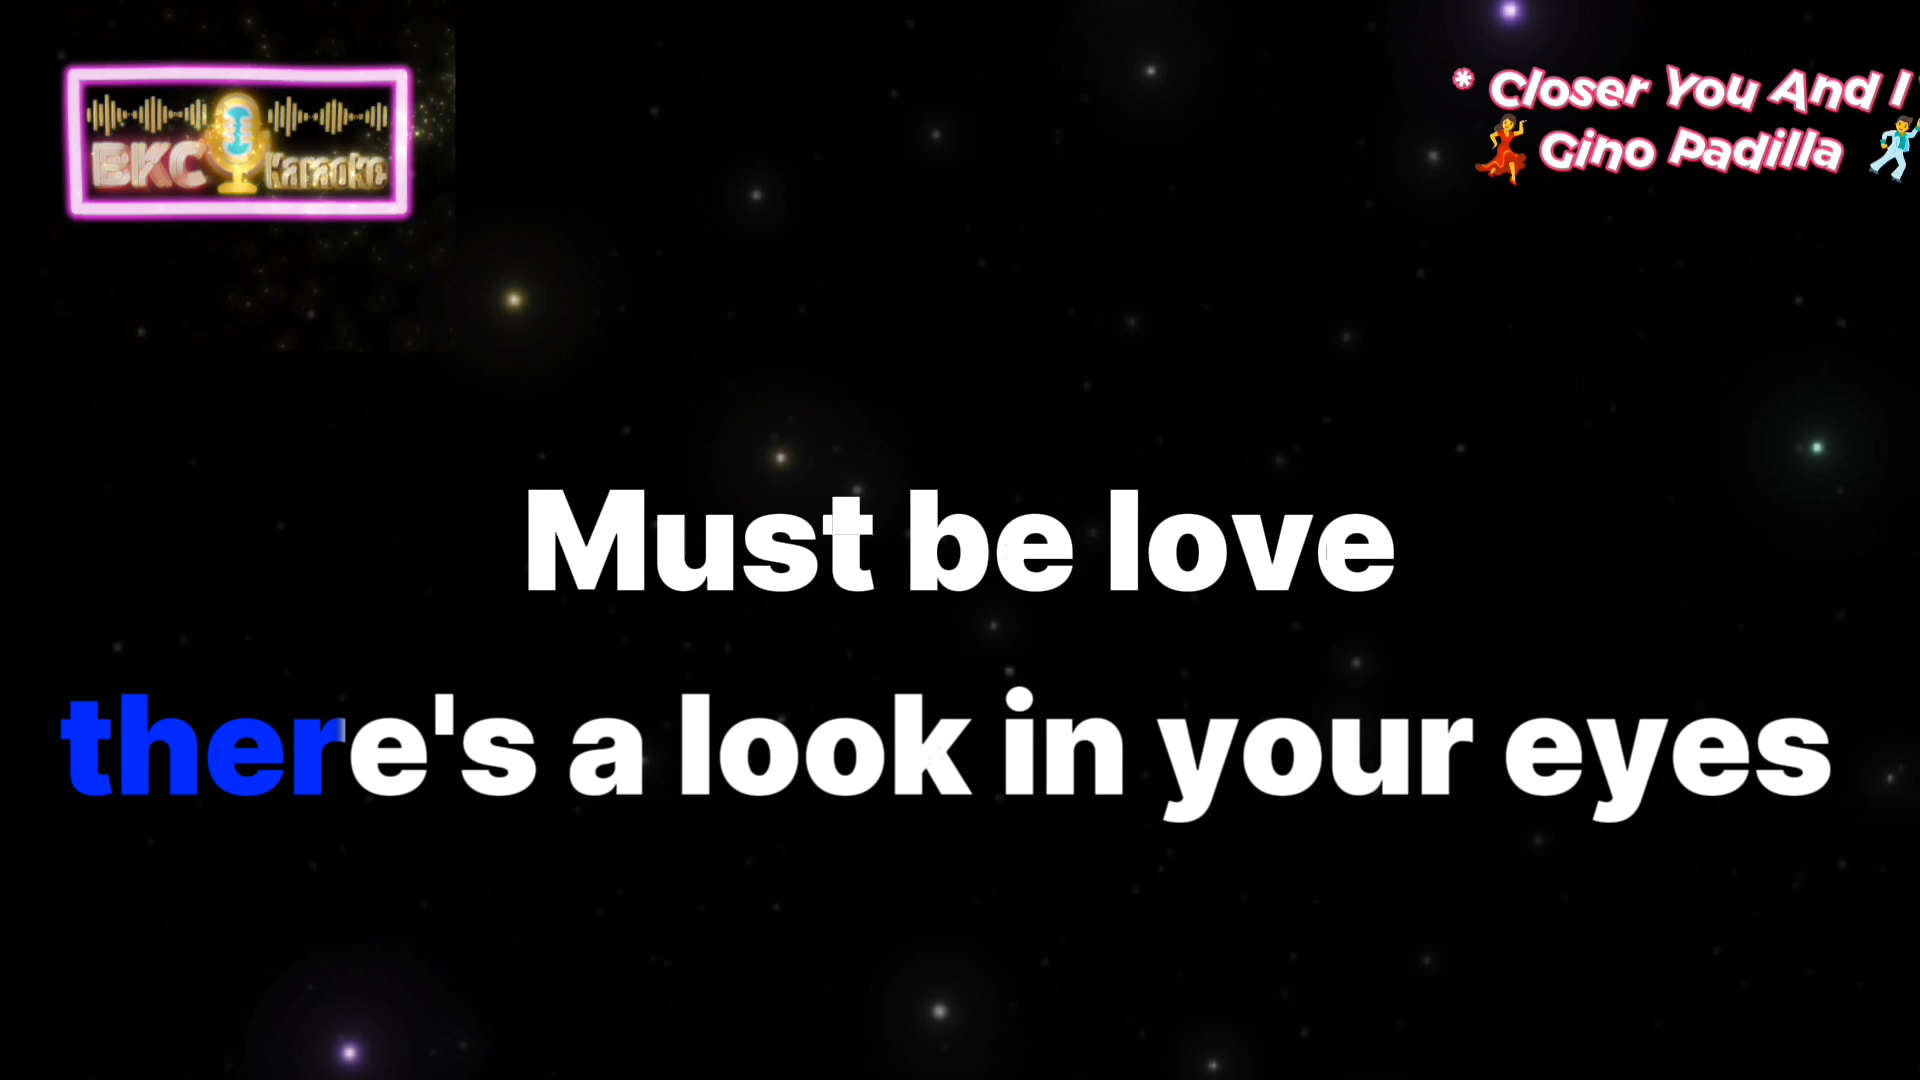 BKC Karaoke
* Closer You And I
Gino Padilla
Must be love
there's a look in your eyes